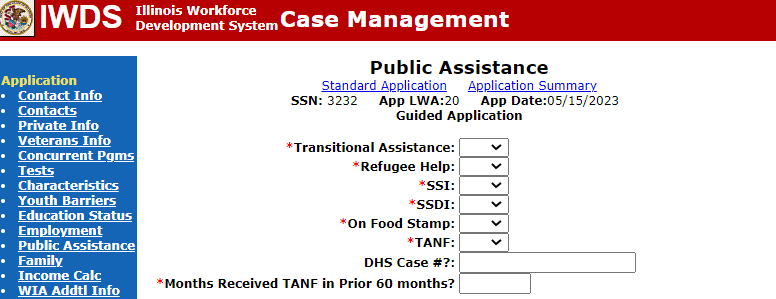 IWDS Illinois Workforce
Development System Case Management
Application
• Contact Info
• Contacts
• Private Info
• Veterans Info
• Concurrent Pgms
• Tests
• Characteristics
• Youth Barriers
• Education Status
• Employment
• Public Assistance
• Family
• Income Calc
• WIA Addtl Info
Public Assistance
Standard Application Application Summary
SSN: 3232 App LWA:20 App Date:05/15/2023
Guided Application
*Transitional Assistance:
*Refugee Help:
*SSI:
*SSDI:
*On Food Stamp:
*TANF:
DHS Case #?:
*Months Received TANF in Prior 60 months?